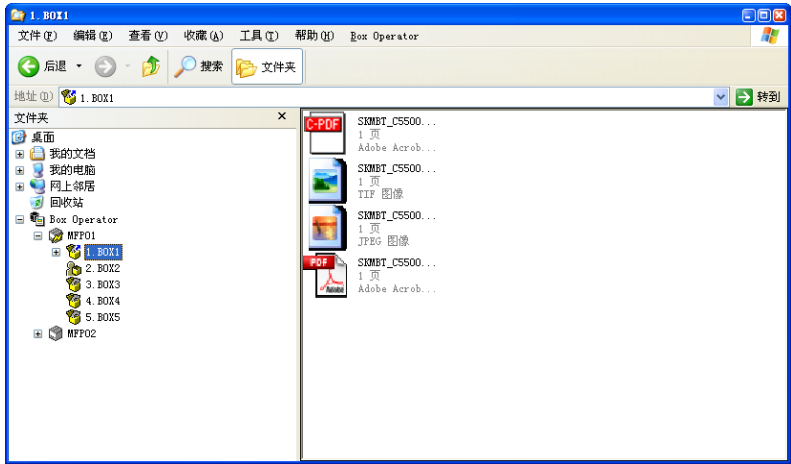 1. BOX1
文件(F) 编辑(E) 查看(V) 收藏(A) 工具(T) 帮助(H) Box Operator
后退 搜索 文件夹
地址(D) 1. BOX1 转到
文件夹
桌面
我的文档
我的电脑
网上邻居
回收站
Box Operator
MFP01
1. BOX1
2. BOX2
3. BOX3
4. BOX4
5. BOX5
MFP02
C-PDF
SKMBT_C5500...
1 页
Adobe Acrob...
SKMBT_C5500...
1 页
TIF 图像
SKMBT_C5500...
1 页
JPEG 图像
PDF
Adobe
SKMBT_C5500...
1 页
Adobe Acrob...